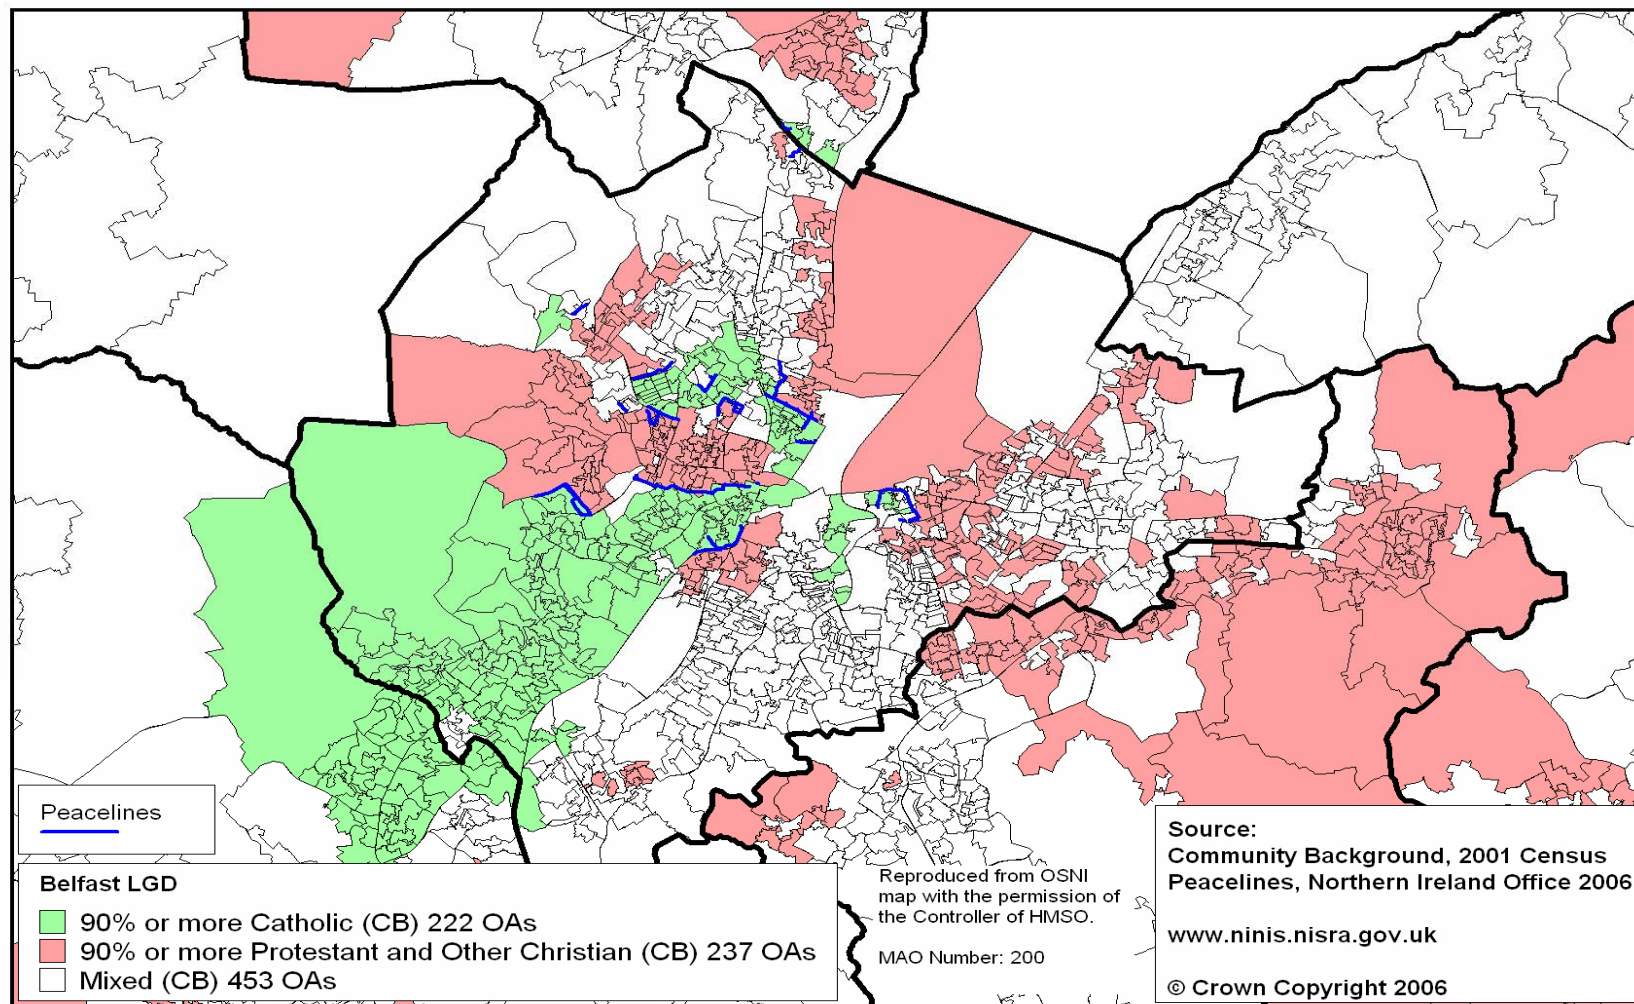 Peacelines
Belfast LGD
90% or more Catholic (CB) 222 OAs
90% or more Protestant and Other Christian (CB) 237 OAs
Mixed (CB) 453 OAs
Reproduced from OSNI
map with the permission of
the Controller of HMSO.
MAO Number: 200
Source:
Community Background, 2001 Census
Peacelines, Northern Ireland Office 2006
www.ninis.nisra.gov.uk
© Crown Copyright 2006